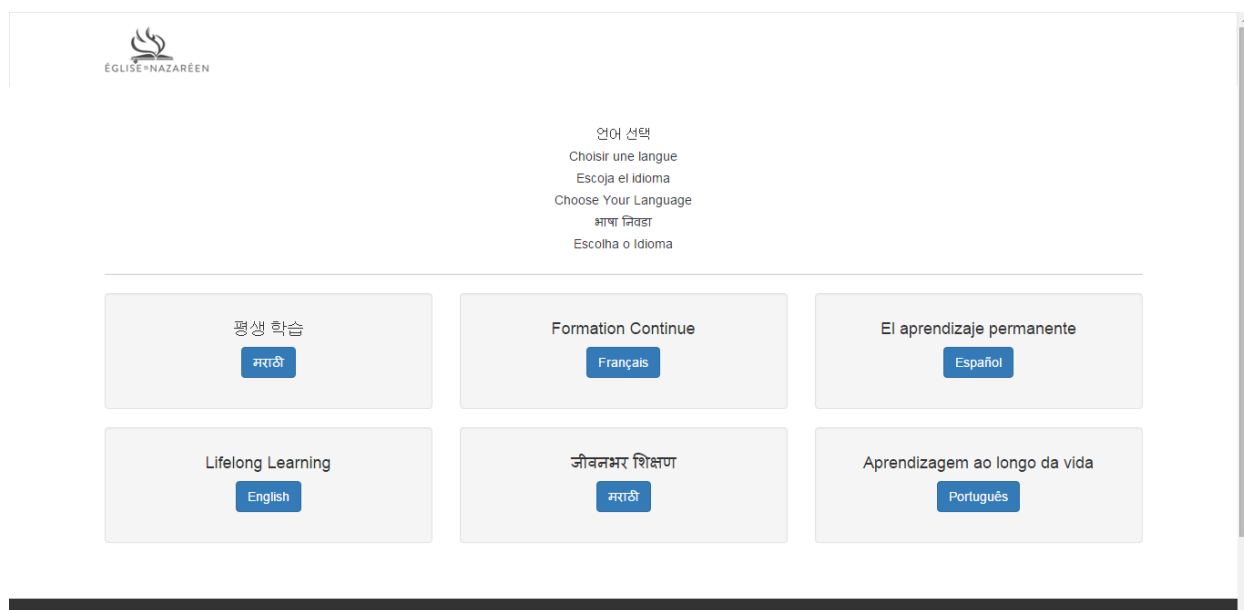 ÉGLISE DU NAZARÉEN
언어 선택
Choisir une langue
Escoja el idioma
Choose Your Language
भाषा निवडा
Escolha o Idioma
평생 학습
मराठी
Formation Continue
Français
El aprendizaje permanente
Español
Lifelong Learning
English
जीवनभर शिक्षण
मराठी
Aprendizagem ao longo da vida
Português